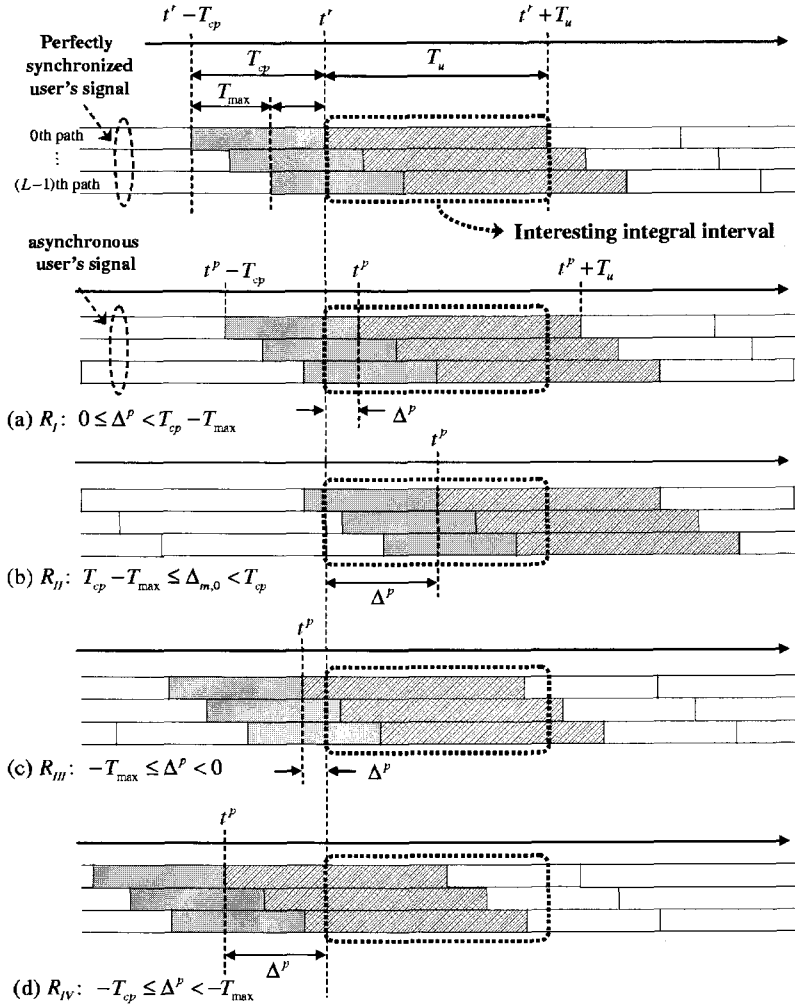 t^r − T_cp   t^r   t^r + T_u
Perfectly
synchronized
user's signal
T_cp   T_u
T_max
0th path
⋮
(L−1)th path
Interesting integral interval
asynchronous
user's signal
t^p − T_cp   t^p   t^p + T_u
Δ^p
(a) R_I: 0 ≤ Δ^p < T_cp − T_max
t^p
(b) R_II: T_cp − T_max ≤ Δ_m,0 < T_cp
Δ^p
t^p
(c) R_III: −T_max ≤ Δ^p < 0
Δ^p
t^p
Δ^p
(d) R_IV: −T_cp ≤ Δ^p < −T_max